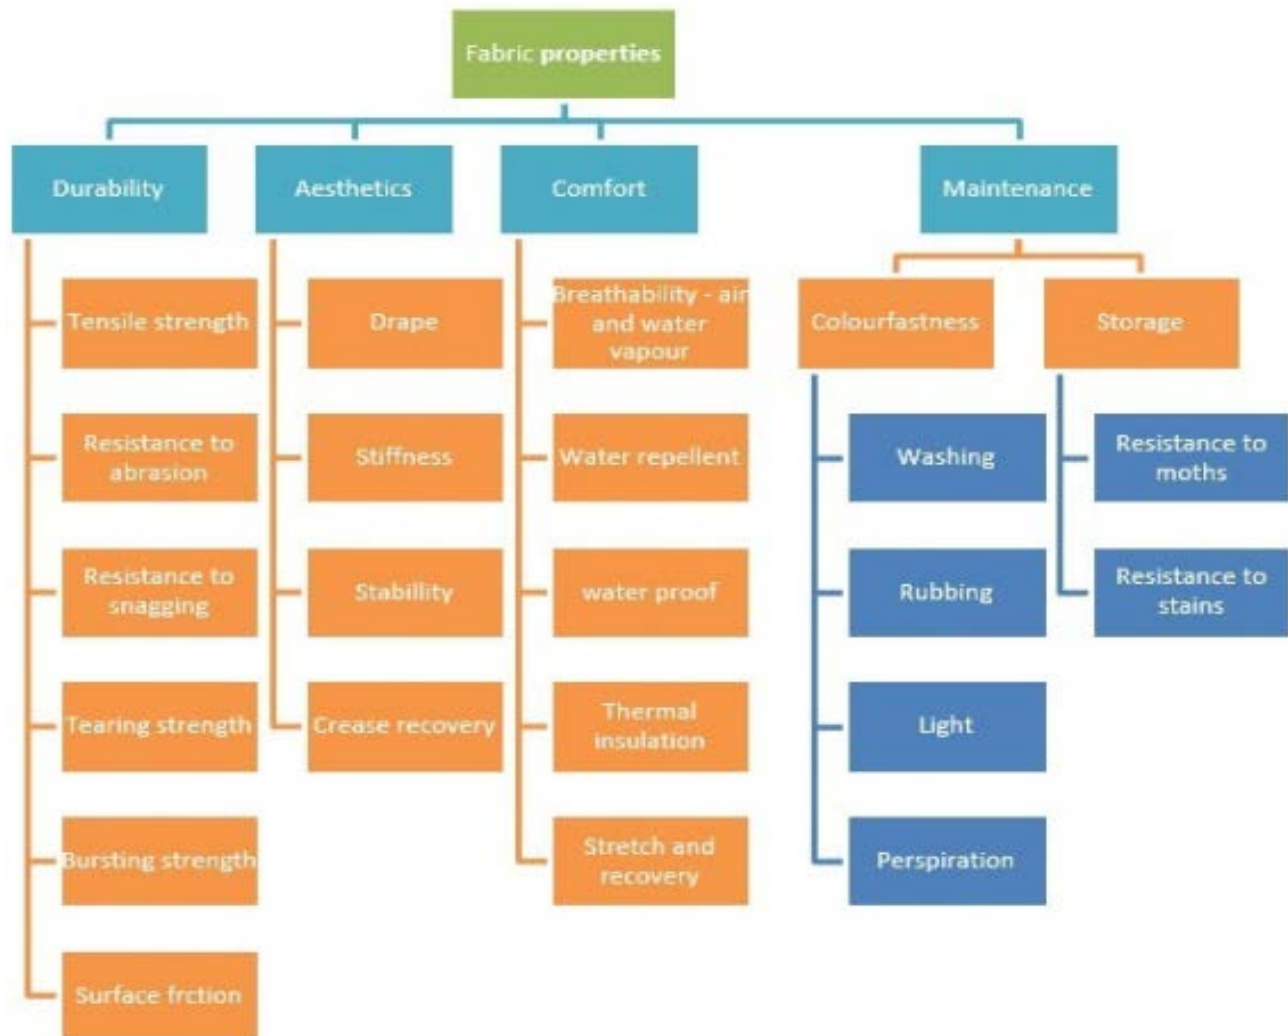 Fabric properties
Durability
Aesthetics
Comfort
Maintenance
Tensile strength
Resistance to
abrasion
Resistance to
snagging
Tearing strength
Bursting strength
Surface frction
Drape
Stiffness
Stabillity
Crease recovery
Breathability - air
and water
vapour
Water repellent
water proof
Thermal
insulation
Stretch and
recovery
Colourfastness
Storage
Washing
Rubbing
Light
Perspiration
Resistance to
moths
Resistance to
stains